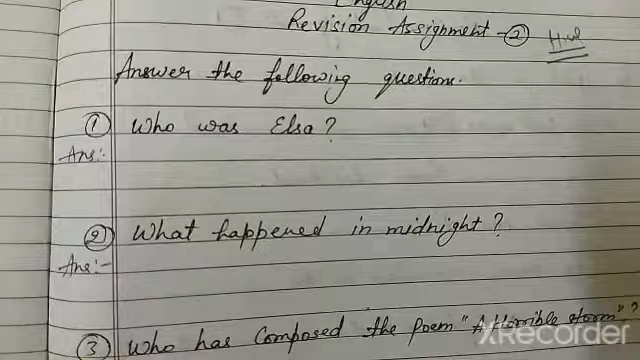 English
Revision Assignment - ② H.W
Answer the following questions.
① Who was Elsa?
Ans:-
② What happened in midnight?
Ans:-
③ Who has Composed the Poem "A Horrible storm"?
XRecorder